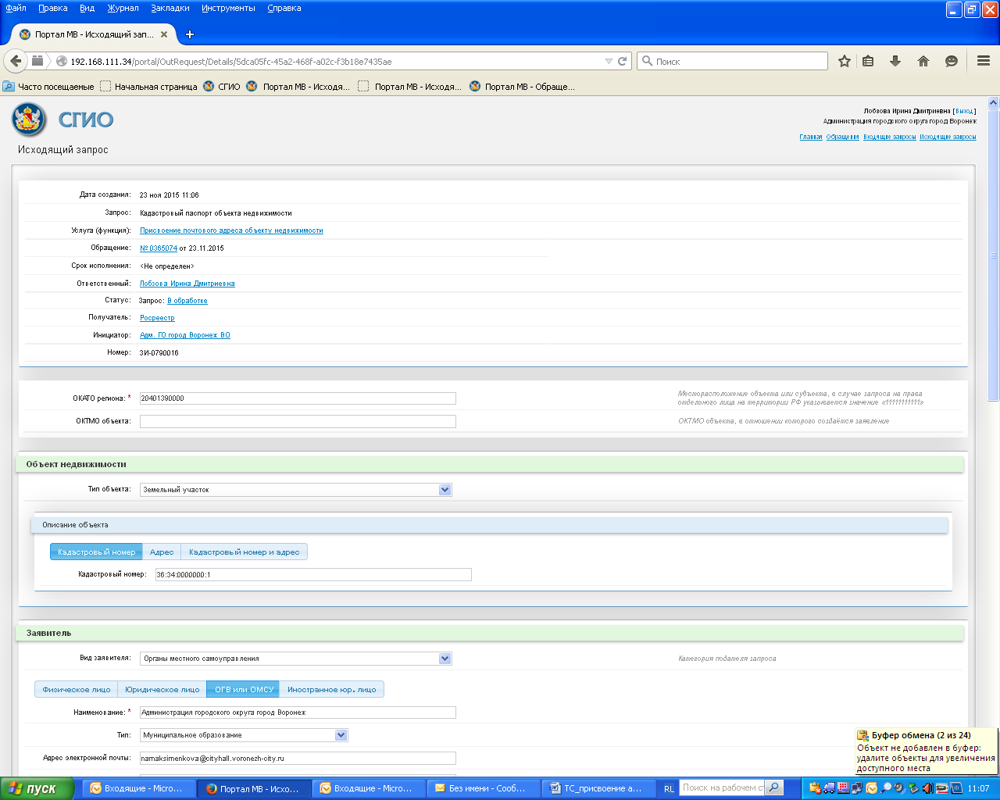 Файл Правка Вид Журнал Закладки Инструменты Справка
Портал МВ - Исходящий зап...
192.168.111.34/portal/OutRequest/Details/5dca05fc-45a2-468f-a02c-f3b18e7435ae
Поиск
Часто посещаемые Начальная страница СГИО Портал МВ - Исходя... Портал МВ - Исходя... Портал МВ - Обраще...
СГИО
Лобзова Ирина Дмитриевна [Выход]
Администрация городского округа город Воронеж
Главная Обращения Входящие запросы Исходящие запросы
Исходящий запрос
Дата создания: 23 ноя 2015 11:06
Запрос: Кадастровый паспорт объекта недвижимости
Услуга (функция): Присвоение почтового адреса объекту недвижимости
Обращение: № 0365074 от 23.11.2015
Срок исполнения: <Не определен>
Ответственный: Лобзова Ирина Дмитриевна
Статус: Запрос: В обработке
Получатель: Росреестр
Инициатор: Адм. ГО город Воронеж ВО
Номер: ЗИ-0790016
ОКАТО региона: * 20401390000
Месторасположение объекта или субъекта, в случае запроса на права
отдельного лица на территории РФ указывается значение «11111111111»
ОКТМО объекта:
ОКТМО объекта, в отношении которого создаётся заявление
Объект недвижимости
Тип объекта: Земельный участок
Описание объекта
Кадастровый номер Адрес Кадастровый номер и адрес
Кадастровый номер: 36:34:0000000:1
Заявитель
Вид заявителя: Органы местного самоуправления
Категория подателя запроса
Физическое лицо Юридическое лицо ОГВ или ОМСУ Иностранное юр. лицо
Наименование: * Администрация городского округа город Воронеж
Тип: Муниципальное образование
Адрес электронной почты: namaksimenkova@cityhall.voronezh-city.ru
Буфер обмена (2 из 24)
Объект не добавлен в буфер:
удалите объекты для увеличения
доступного места
пуск Входящие - Micro... Портал МВ - Исхо... Входящие - Micro... Без имени - Сооб... ТС_присвоение а... RU Поиск на рабочем ст 11:07